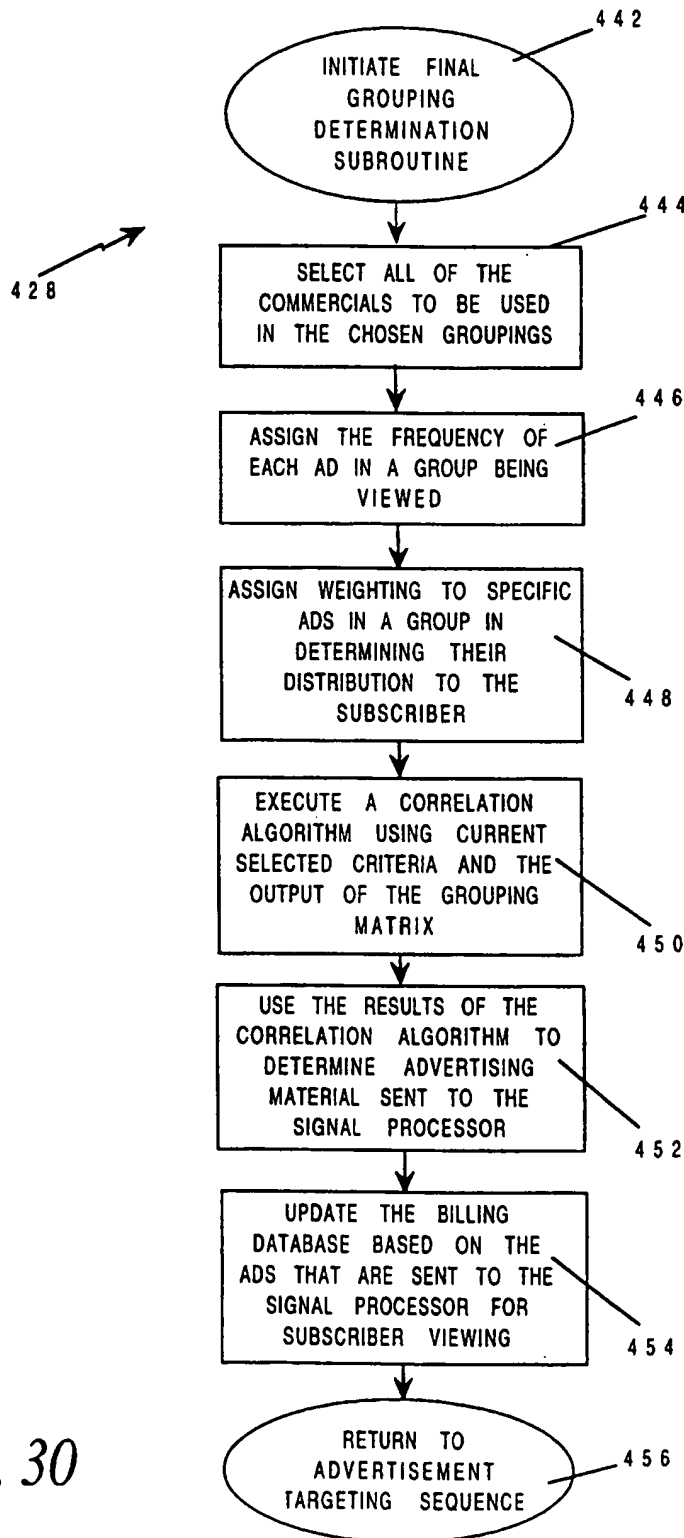 442
INITIATE FINAL
GROUPING
DETERMINATION
SUBROUTINE
444
428
SELECT ALL OF THE
COMMERCIALS TO BE USED
IN THE CHOSEN GROUPINGS
446
ASSIGN THE FREQUENCY OF
EACH AD IN A GROUP BEING
VIEWED
ASSIGN WEIGHTING TO SPECIFIC
ADS IN A GROUP IN
DETERMINING THEIR
DISTRIBUTION TO THE
SUBSCRIBER
448
EXECUTE A CORRELATION
ALGORITHM USING CURRENT
SELECTED CRITERIA AND THE
OUTPUT OF THE GROUPING
MATRIX
450
USE THE RESULTS OF THE
CORRELATION ALGORITHM TO
DETERMINE ADVERTISING
MATERIAL SENT TO THE
SIGNAL PROCESSOR
452
UPDATE THE BILLING
DATABASE BASED ON THE
ADS THAT ARE SENT TO THE
SIGNAL PROCESSOR FOR
SUBSCRIBER VIEWING
454
RETURN TO
ADVERTISEMENT
TARGETING SEQUENCE
456
. 30